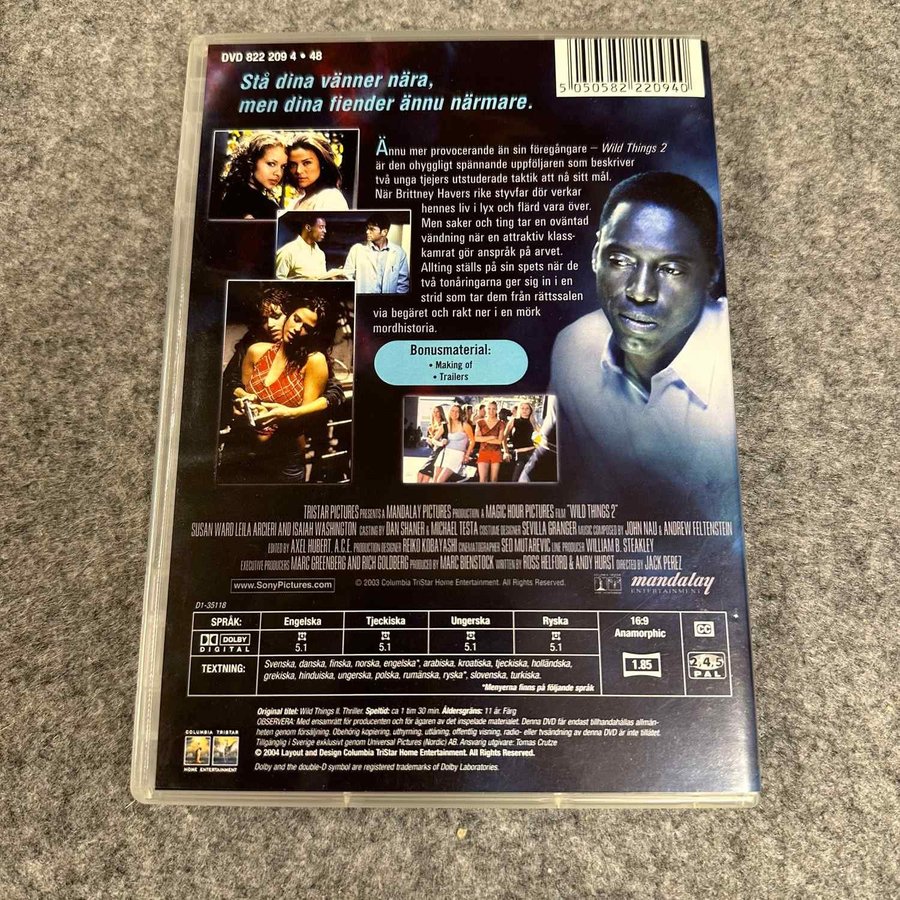 DVD 822 209 4 • 48
5 050582 220940
Stå dina vänner nära,
men dina fiender ännu närmare.
Ännu mer provocerande än sin föregångare – Wild Things 2
är den ohyggligt spännande uppföljaren som beskriver
två unga tjejers utstuderade taktik att nå sitt mål.
När Brittney Havers rike styvfar dör verkar
hennes liv i lyx och flärd vara över.
Men saker och ting tar en oväntad
vändning när en attraktiv klass-
kamrat gör anspråk på arvet.
Allting ställs på sin spets när de
två tonåringarna ger sig in i en
strid som tar dem från rättssalen
via begäret och rakt ner i en mörk
mordhistoria.
Bonusmaterial:
• Making of
• Trailers
TRISTAR PICTURES PRESENTS A MANDALAY PICTURES PRODUCTION A MAGIC HOUR PICTURES FILM "WILD THINGS 2"
SUSAN WARD LEILA ARCIERI AND ISAIAH WASHINGTON CASTING BY DAN SHANER & MICHAEL TESTA COSTUME DESIGNER SEVILLA GRANGER MUSIC COMPOSED BY JOHN NAU & ANDREW FELTENSTEIN
EDITED BY AXEL HUBERT, A.C.E. PRODUCTION DESIGNER REIKO KOBAYASHI CINEMATOGRAPHER SEO MUTAREVIC LINE PRODUCER WILLIAM B. STEAKLEY
EXECUTIVE PRODUCERS MARC GREENBERG AND RICH GOLDBERG PRODUCED BY MARC BIENSTOCK WRITTEN BY ROSS HELFORD & ANDY HURST DIRECTED BY JACK PEREZ
www.SonyPictures.com
© 2003 Columbia TriStar Home Entertainment. All Rights Reserved.
mandalay
ENTERTAINMENT
D1-35118
SPRÅK: Engelska Tjeckiska Ungerska Ryska
DOLBY
DIGITAL
5.1 5.1 5.1 5.1
16:9
Anamorphic
CC
TEXTNING: Svenska, danska, finska, norska, engelska*, arabiska, kroatiska, tjeckiska, holländska,
grekiska, hinduiska, ungerska, polska, rumänska, ryska*, slovenska, turkiska.
*Menyerna finns på följande språk
1.85
2,4,5
PAL
Original titel: Wild Things II. Thriller. Speltid: ca 1 tim 30 min. Åldersgräns: 11 år. Färg
OBSERVERA: Med ensamrätt för producenten och för ägaren av det inspelade materialet. Denna DVD får endast tillhandahållas allmän-
heten genom försäljning. Obehörig kopiering, uthyrning, utlåning, offentlig visning, radio- eller tvsändning av denna DVD är inte tillåtet.
Tillgänglig i Sverige exklusivt genom Universal Pictures (Nordic) AB. Ansvarig utgivare: Tomas Crutze
© 2004 Layout and Design Columbia TriStar Home Entertainment. All Rights Reserved.
Dolby and the double-D symbol are registered trademarks of Dolby Laboratories.
COLUMBIA TRISTAR
HOME ENTERTAINMENT